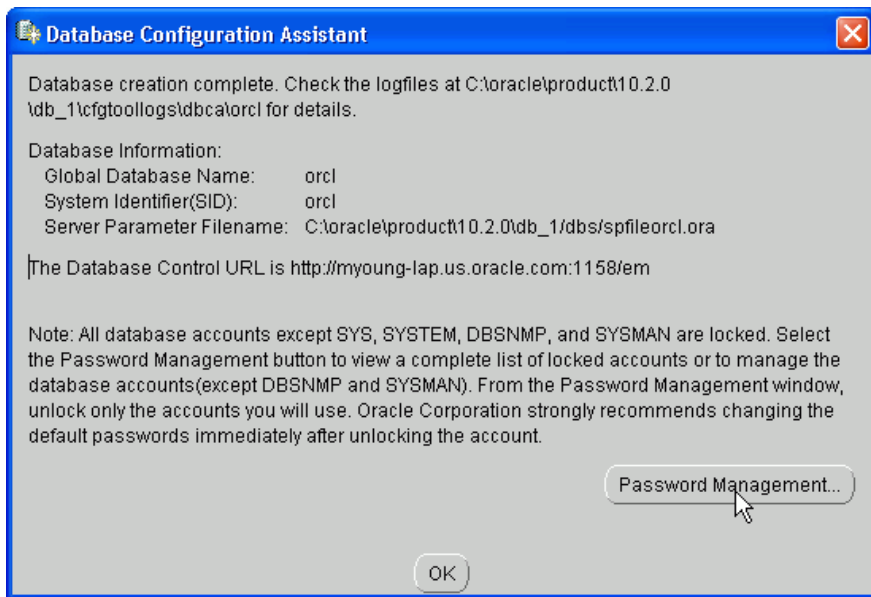 Database Configuration Assistant
Database creation complete. Check the logfiles at C:\oracle\product\10.2.0
\db_1\cfgtoollogs\dbca\orcl for details.
Database Information:
Global Database Name: orcl
System Identifier(SID): orcl
Server Parameter Filename: C:\oracle\product\10.2.0\db_1/dbs/spfileorcl.ora
The Database Control URL is http://myoung-lap.us.oracle.com:1158/em
Note: All database accounts except SYS, SYSTEM, DBSNMP, and SYSMAN are locked. Select
the Password Management button to view a complete list of locked accounts or to manage the
database accounts(except DBSNMP and SYSMAN). From the Password Management window,
unlock only the accounts you will use. Oracle Corporation strongly recommends changing the
default passwords immediately after unlocking the account.
Password Management...
OK